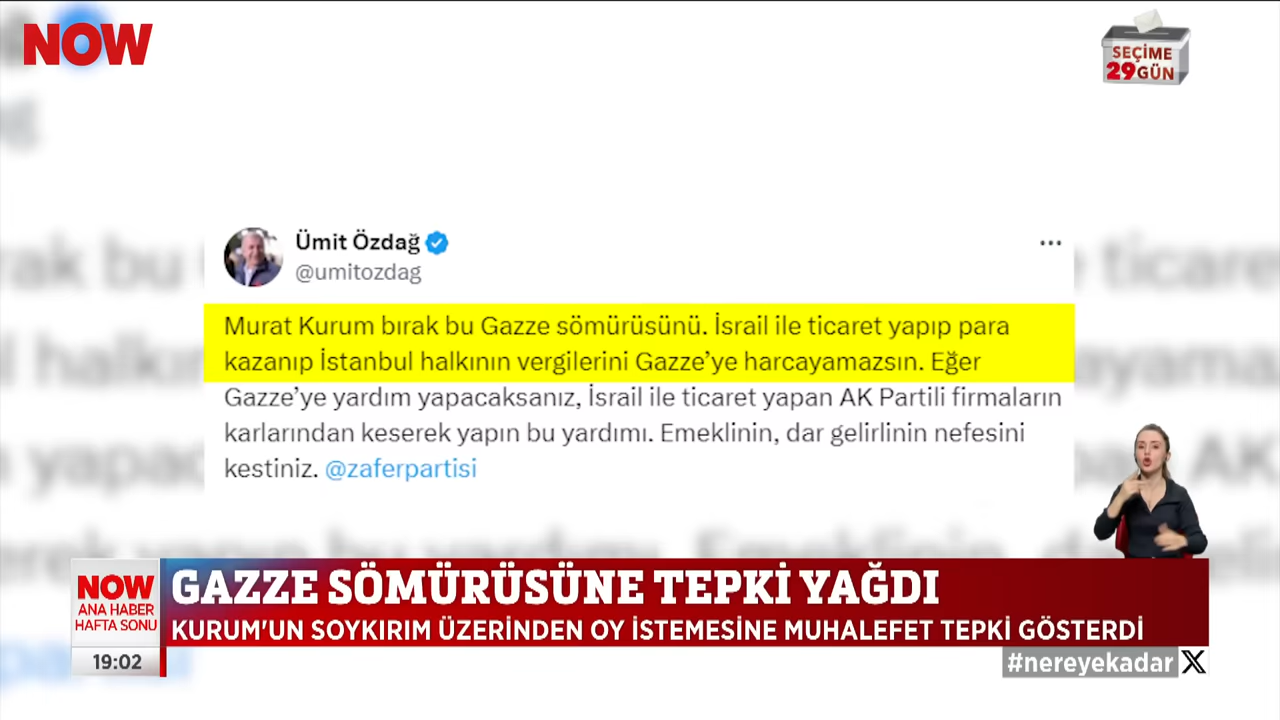 NOW
SEÇİME
29 GÜN
Ümit Özdağ
@umitozdag
Murat Kurum bırak bu Gazze sömürüsünü. İsrail ile ticaret yapıp para
kazanıp İstanbul halkının vergilerini Gazze'ye harcayamazsın. Eğer
Gazze'ye yardım yapacaksanız, İsrail ile ticaret yapan AK Partili firmaların
karlarından keserek yapın bu yardımı. Emeklinin, dar gelirlinin nefesini
kestiniz. @zaferpartisi
NOW
ANA HABER
HAFTA SONU
19:02
GAZZE SÖMÜRÜSÜNE TEPKİ YAĞDI
KURUM'UN SOYKIRIM ÜZERİNDEN OY İSTEMESİNE MUHALEFET TEPKİ GÖSTERDİ
#nereyekadar X